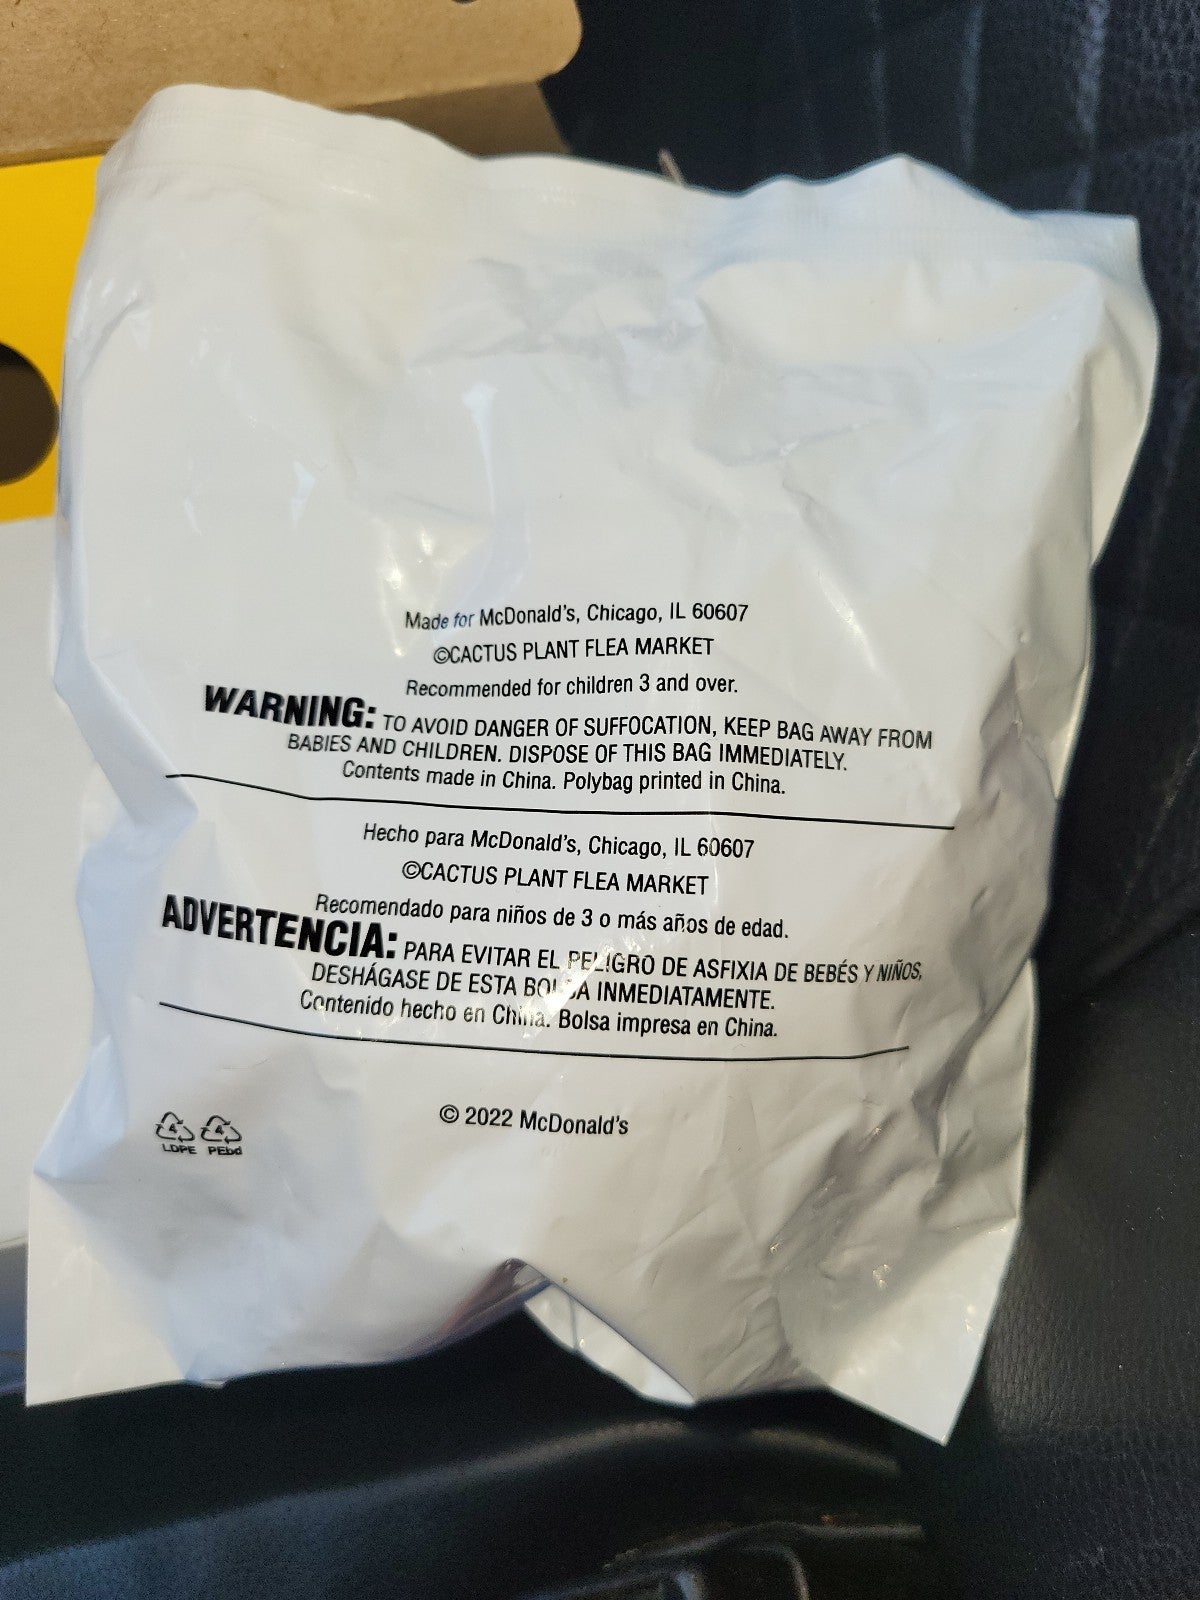 Made for McDonald's, Chicago, IL 60607
©CACTUS PLANT FLEA MARKET
Recommended for children 3 and over.
WARNING: TO AVOID DANGER OF SUFFOCATION, KEEP BAG AWAY FROM
BABIES AND CHILDREN. DISPOSE OF THIS BAG IMMEDIATELY.
Contents made in China. Polybag printed in China.
Hecho para McDonald's, Chicago, IL 60607
©CACTUS PLANT FLEA MARKET
Recomendado para niños de 3 o más años de edad.
ADVERTENCIA: PARA EVITAR EL PELIGRO DE ASFIXIA DE BEBÉS Y NIÑOS,
DESHÁGASE DE ESTA BOLSA INMEDIATAMENTE.
Contenido hecho en China. Bolsa impresa en China.
© 2022 McDonald's
4 4
LDPE PEbd